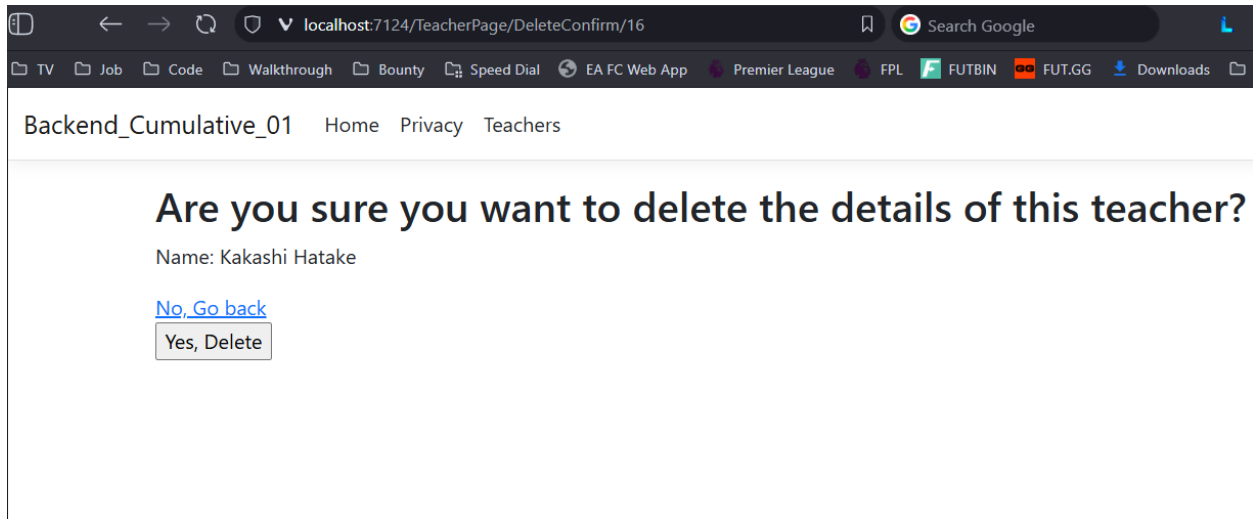 localhost:7124/TeacherPage/DeleteConfirm/16 Search Google
TV Job Code Walkthrough Bounty Speed Dial EA FC Web App Premier League FPL FUTBIN GG FUT.GG Downloads
Backend_Cumulative_01 Home Privacy Teachers
Are you sure you want to delete the details of this teacher?
Name: Kakashi Hatake
No, Go back
Yes, Delete